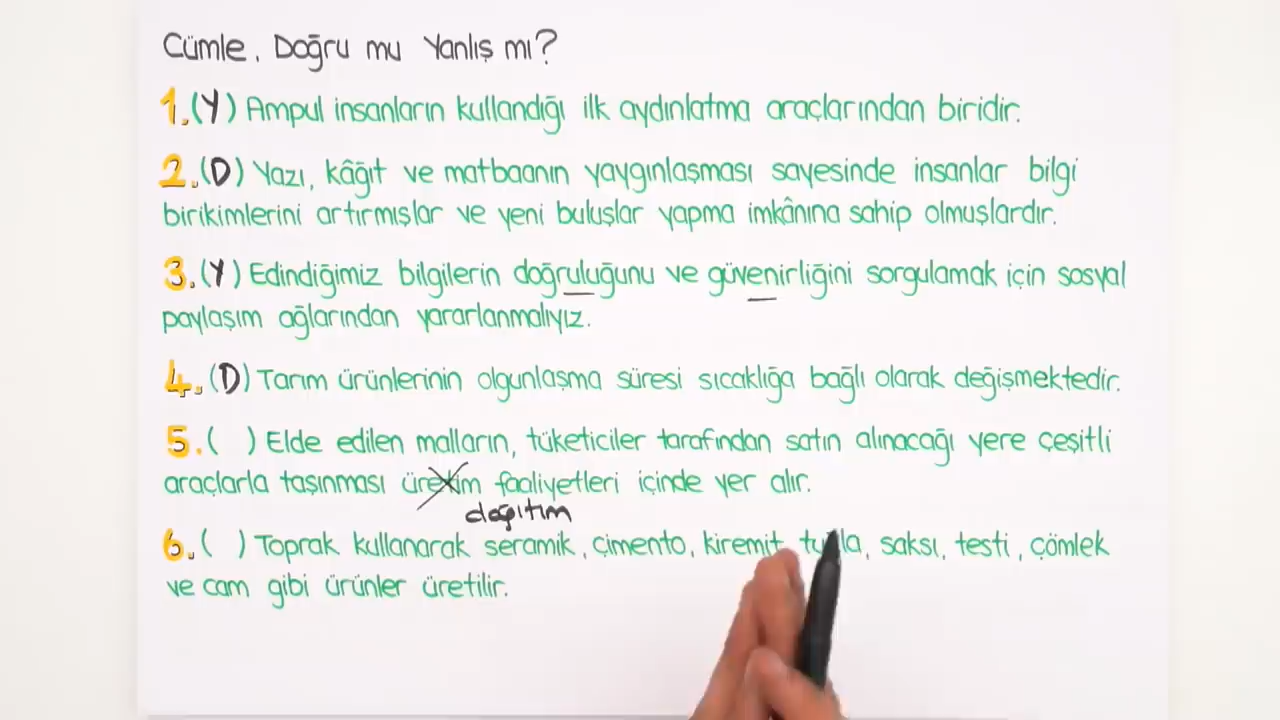 Cümle, Doğru mu Yanlış mı?
1.(Y) Ampul insanların kullandığı ilk aydınlatma araçlarından biridir.
2.(D) Yazı, kâğıt ve matbaanın yaygınlaşması sayesinde insanlar bilgi
birikimlerini artırmışlar ve yeni buluşlar yapma imkânına sahip olmuşlardır.
3.(Y) Edindiğimiz bilgilerin doğruluğunu ve güvenirliğini sorgulamak için sosyal
paylaşım ağlarından yararlanmalıyız.
4.(D) Tarım ürünlerinin olgunlaşma süresi sıcaklığa bağlı olarak değişmektedir.
5.( ) Elde edilen malların, tüketiciler tarafından satın alınacağı yere çeşitli
araçlarla taşınması üretim faaliyetleri içinde yer alır.
dağıtım
6.( ) Toprak kullanarak seramik, çimento, kiremit, saksı, testi, çömlek
ve cam gibi ürünler üretilir.